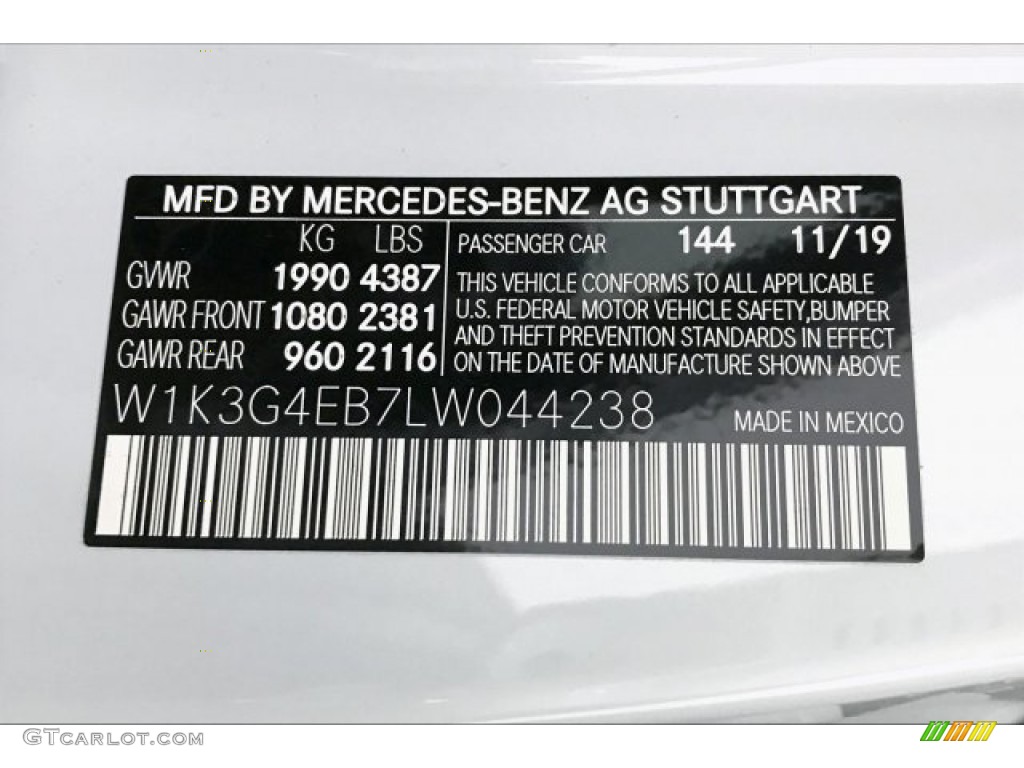 MFD BY MERCEDES-BENZ AG STUTTGART
KG LBS
GVWR 1990 4387
GAWR FRONT 1080 2381
GAWR REAR 960 2116
PASSENGER CAR 144 11/19
THIS VEHICLE CONFORMS TO ALL APPLICABLE
U.S. FEDERAL MOTOR VEHICLE SAFETY,BUMPER
AND THEFT PREVENTION STANDARDS IN EFFECT
ON THE DATE OF MANUFACTURE SHOWN ABOVE
W1K3G4EB7LW044238 MADE IN MEXICO
GTCARLOT.COM